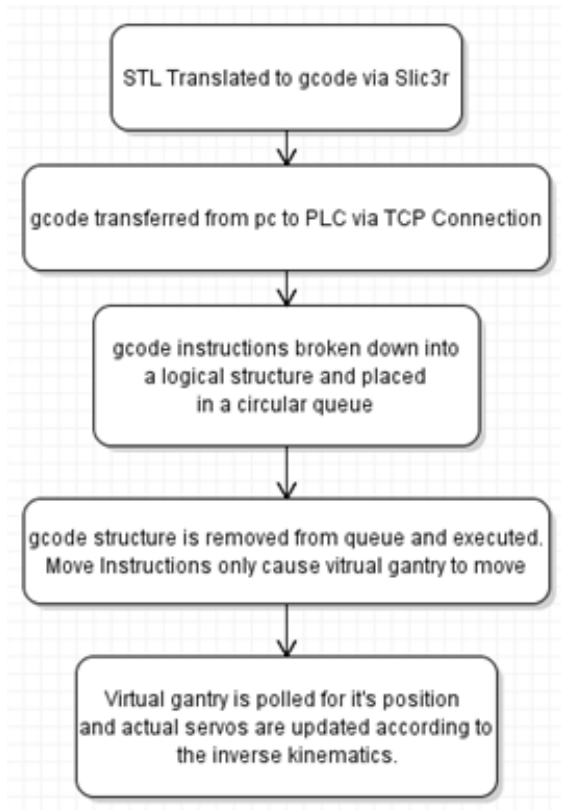 STL Translated to gcode via Slic3r
gcode transferred from pc to PLC via TCP Connection
gcode instructions broken down into
a logical structure and placed
in a circular queue
gcode structure is removed from queue and executed.
Move Instructions only cause vitrual gantry to move
Virtual gantry is polled for it's position
and actual servos are updated according to
the inverse kinematics.